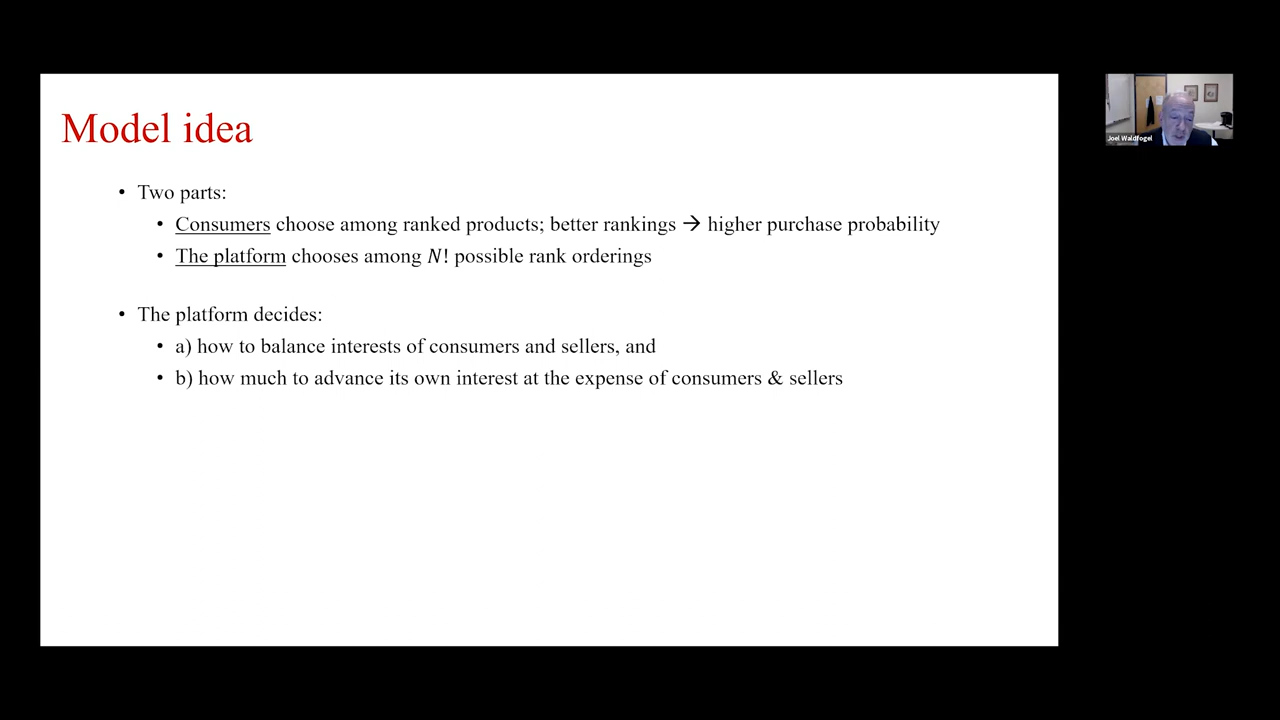 Model idea
• Two parts:
• Consumers choose among ranked products; better rankings → higher purchase probability
• The platform chooses among N! possible rank orderings
• The platform decides:
• a) how to balance interests of consumers and sellers, and
• b) how much to advance its own interest at the expense of consumers & sellers
Joel Waldfogel